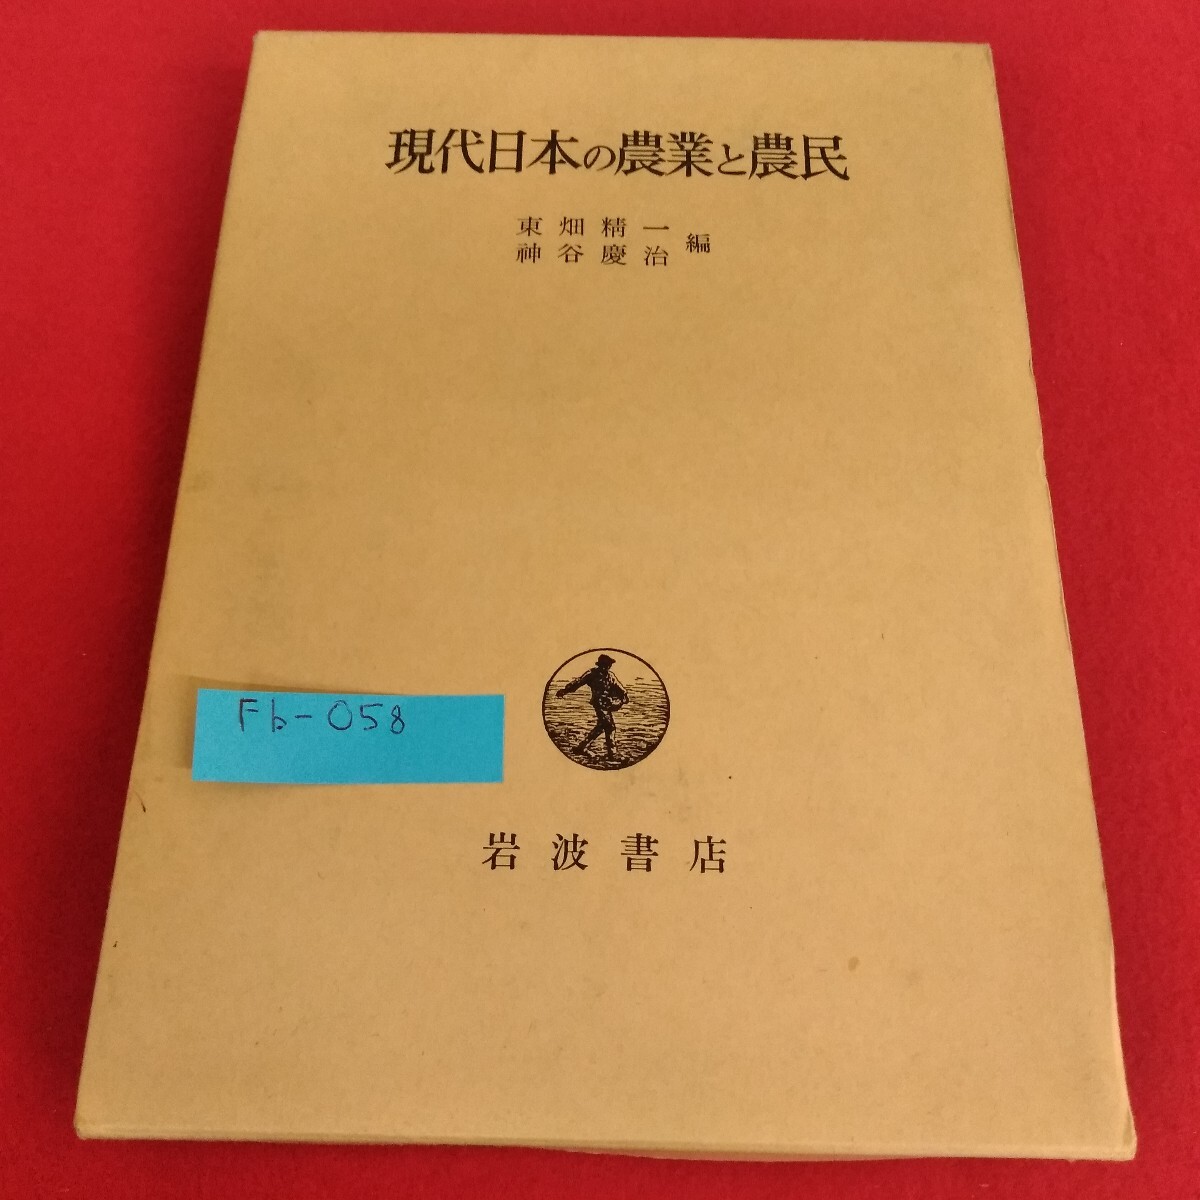 現代日本の農業と農民
東畑精一
神谷慶治
編
Fb-058
岩波書店